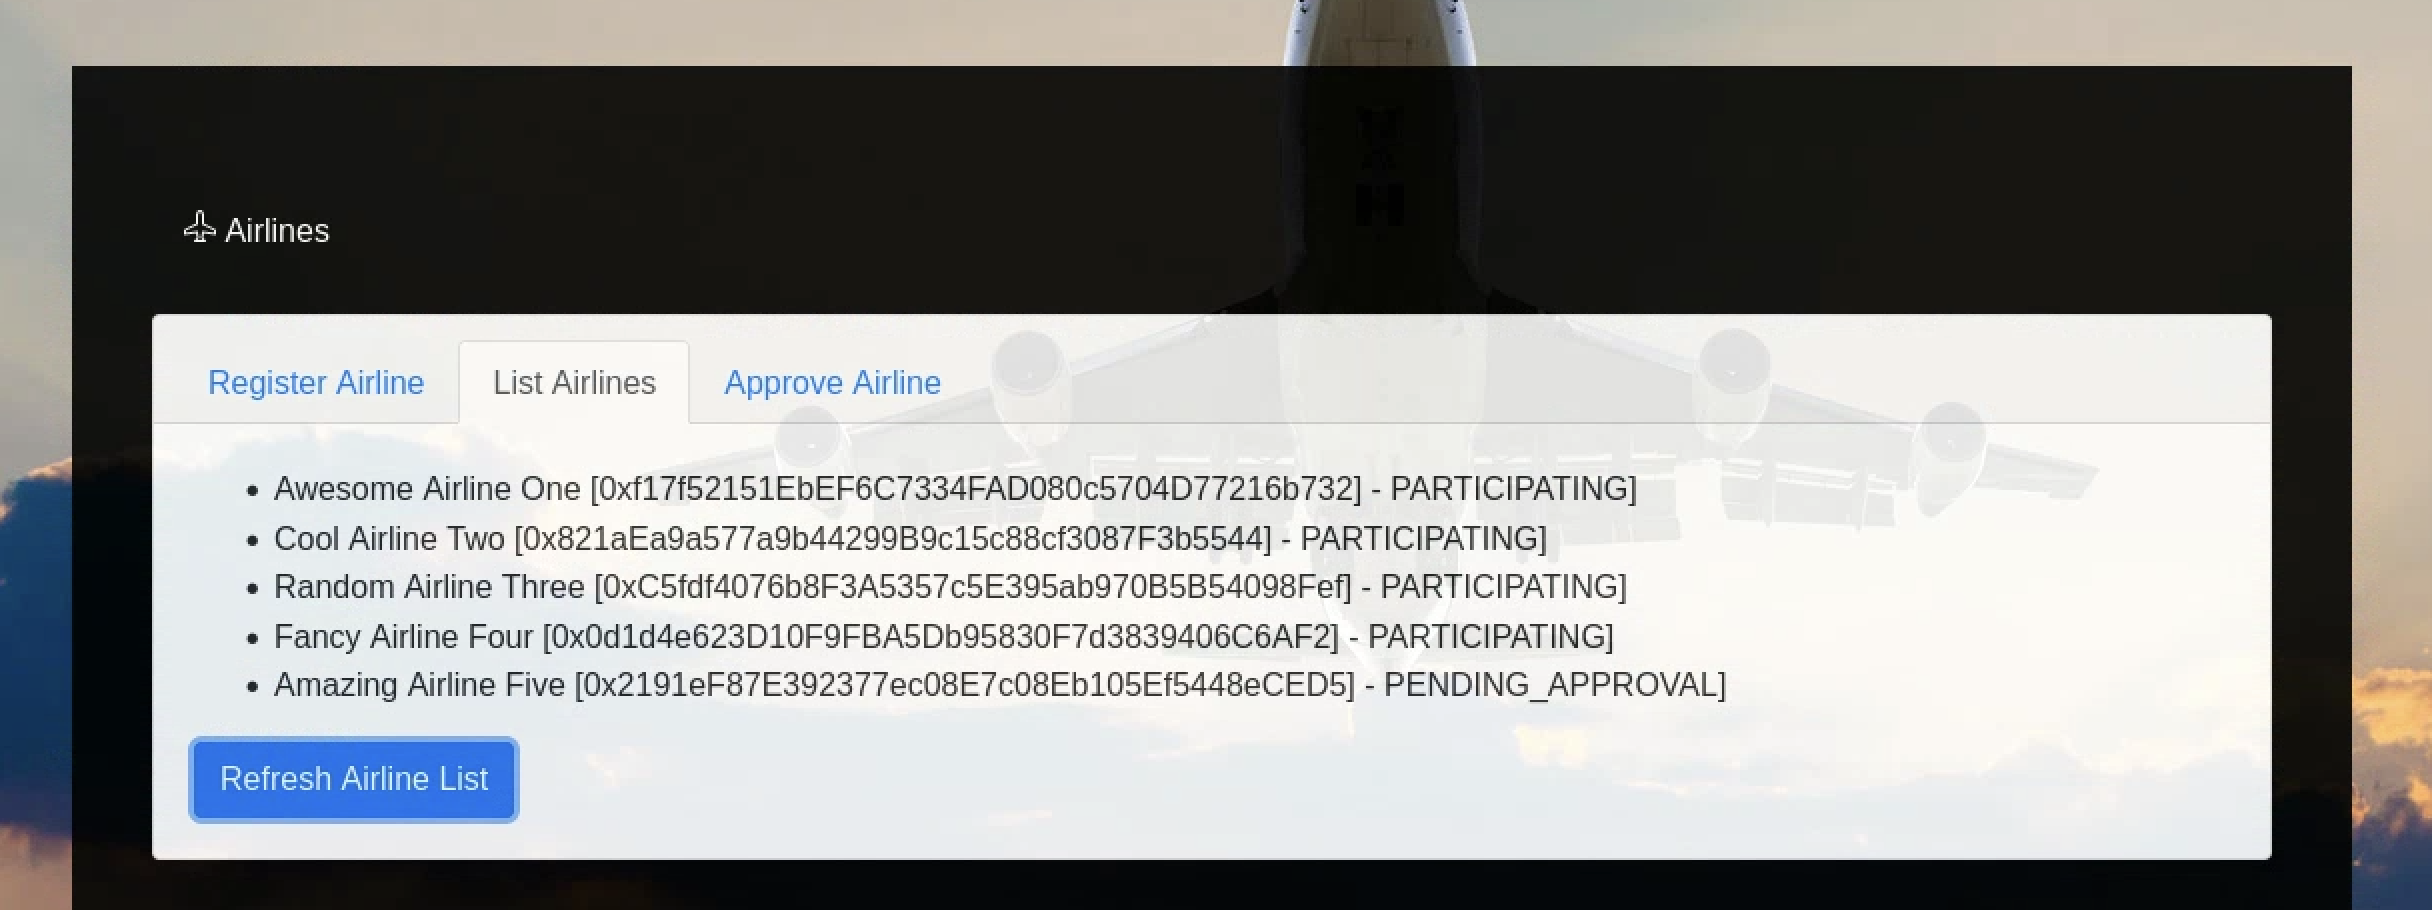 Airlines
Register Airline List Airlines Approve Airline
Awesome Airline One [0xf17f52151EbEF6C7334FAD080c5704D77216b732] - PARTICIPATING]
Cool Airline Two [0x821aEa9a577a9b44299B9c15c88cf3087F3b5544] - PARTICIPATING]
Random Airline Three [0xC5fdf4076b8F3A5357c5E395ab970B5B54098Fef] - PARTICIPATING]
Fancy Airline Four [0x0d1d4e623D10F9FBA5Db95830F7d3839406C6AF2] - PARTICIPATING]
Amazing Airline Five [0x2191eF87E392377ec08E7c08Eb105Ef5448eCED5] - PENDING_APPROVAL]
Refresh Airline List